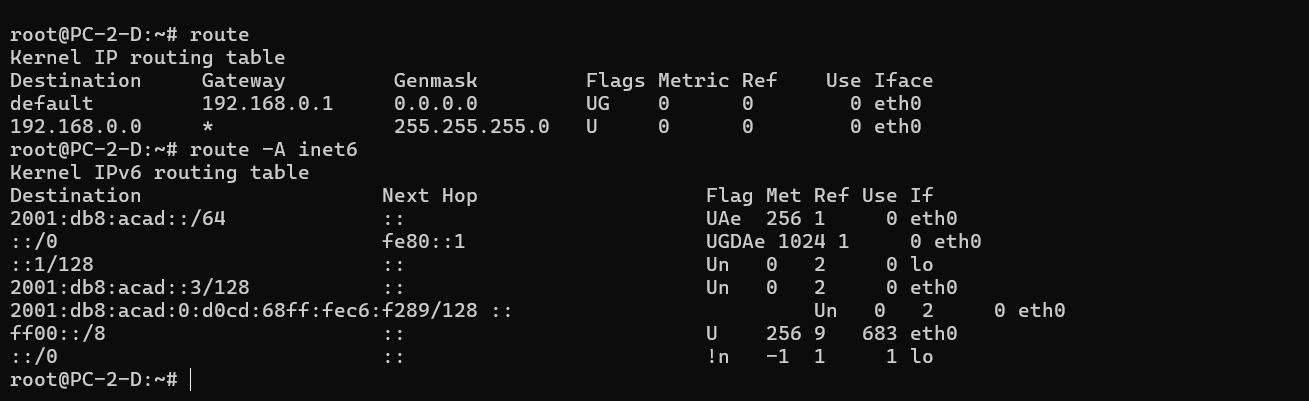 root@PC-2-D:~# route
Kernel IP routing table
Destination     Gateway         Genmask         Flags Metric Ref    Use Iface
default         192.168.0.1     0.0.0.0         UG    0      0        0 eth0
192.168.0.0     *               255.255.255.0   U     0      0        0 eth0
root@PC-2-D:~# route -A inet6
Kernel IPv6 routing table
Destination                    Next Hop                   Flag Met Ref Use If
2001:db8:acad::/64             ::                         UAe  256 1     0 eth0
::/0                           fe80::1                    UGDAe 1024 1     0 eth0
::1/128                        ::                         Un   0   2     0 lo
2001:db8:acad::3/128           ::                         Un   0   2     0 eth0
2001:db8:acad:0:d0cd:68ff:fec6:f289/128 ::                         Un   0   2     0 eth0
ff00::/8                       ::                         U    256 9   683 eth0
::/0                           ::                         !n   -1  1     1 lo
root@PC-2-D:~#